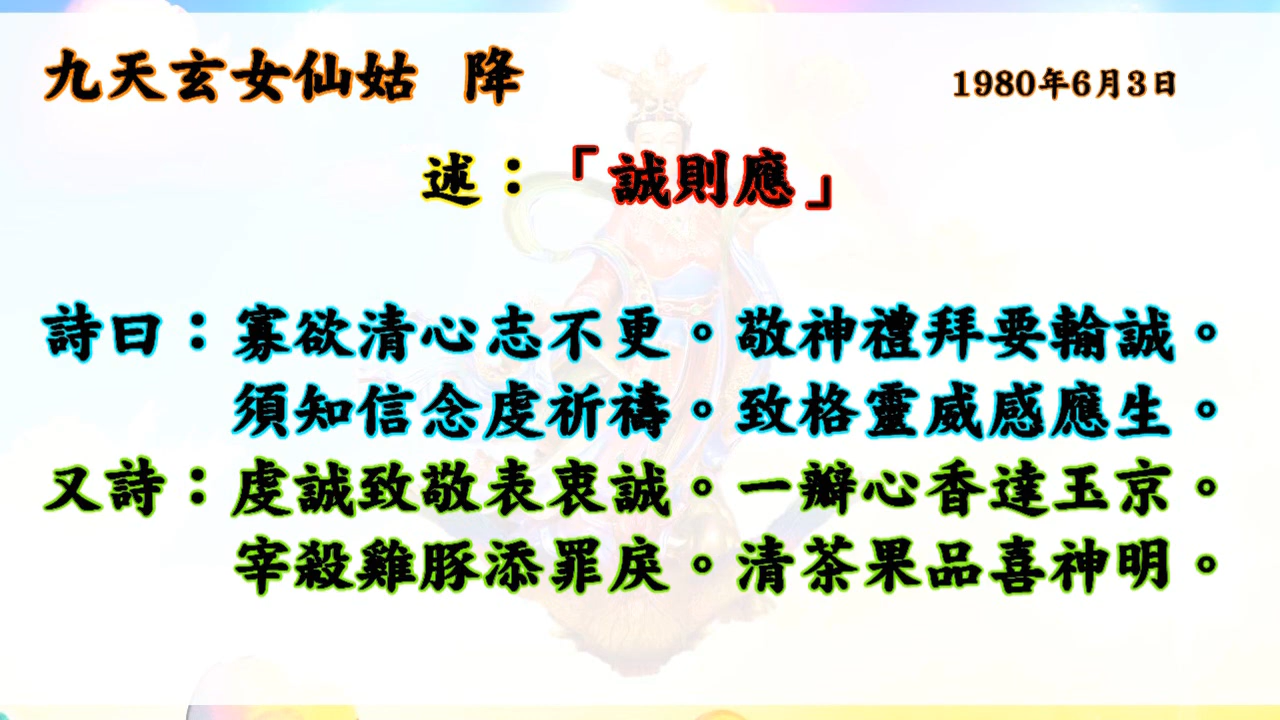 九天玄女仙姑 降 1980年6月3日
述：「誠則應」
詩曰：寡欲清心志不更。敬神禮拜要輸誠。
須知信念虔祈禱。致格靈威感應生。
又詩：虔誠致敬表衷誠。一瓣心香達玉京。
宰殺雞豚添罪戾。清茶果品喜神明。